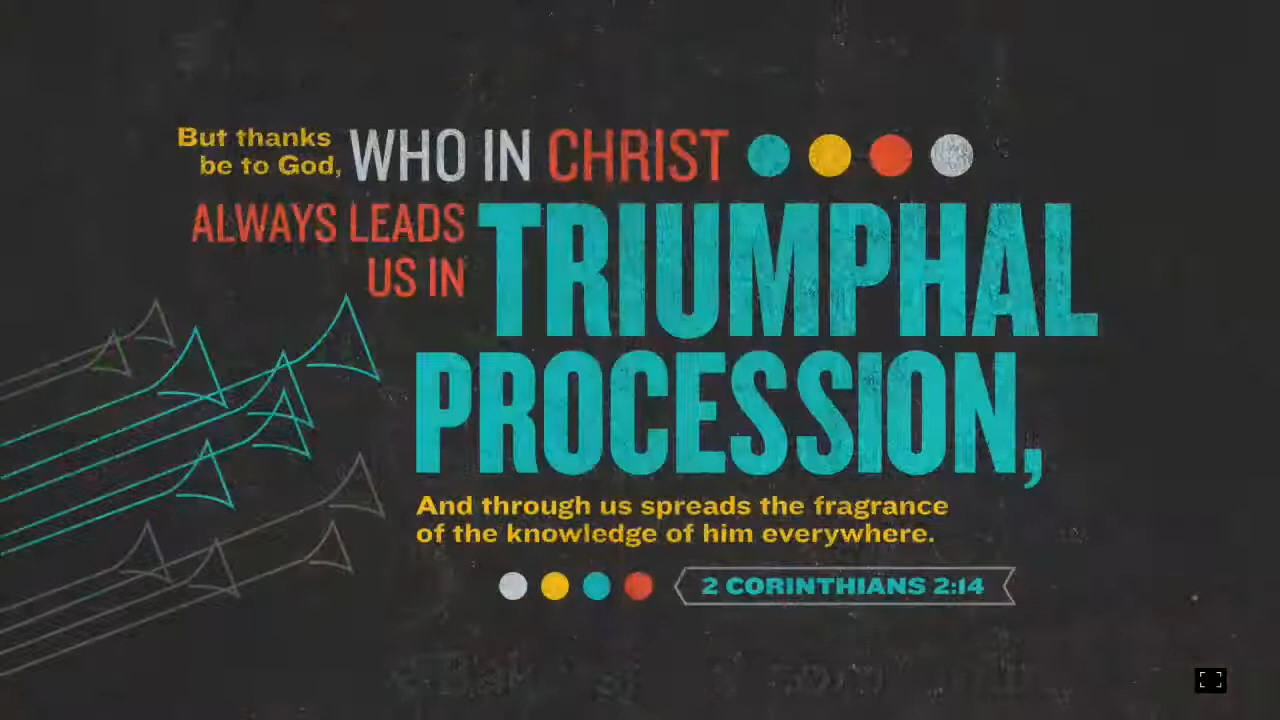 But thanks
be to God, WHO IN CHRIST
ALWAYS LEADS
US IN TRIUMPHAL
PROCESSION,
And through us spreads the fragrance
of the knowledge of him everywhere.
2 CORINTHIANS 2:14